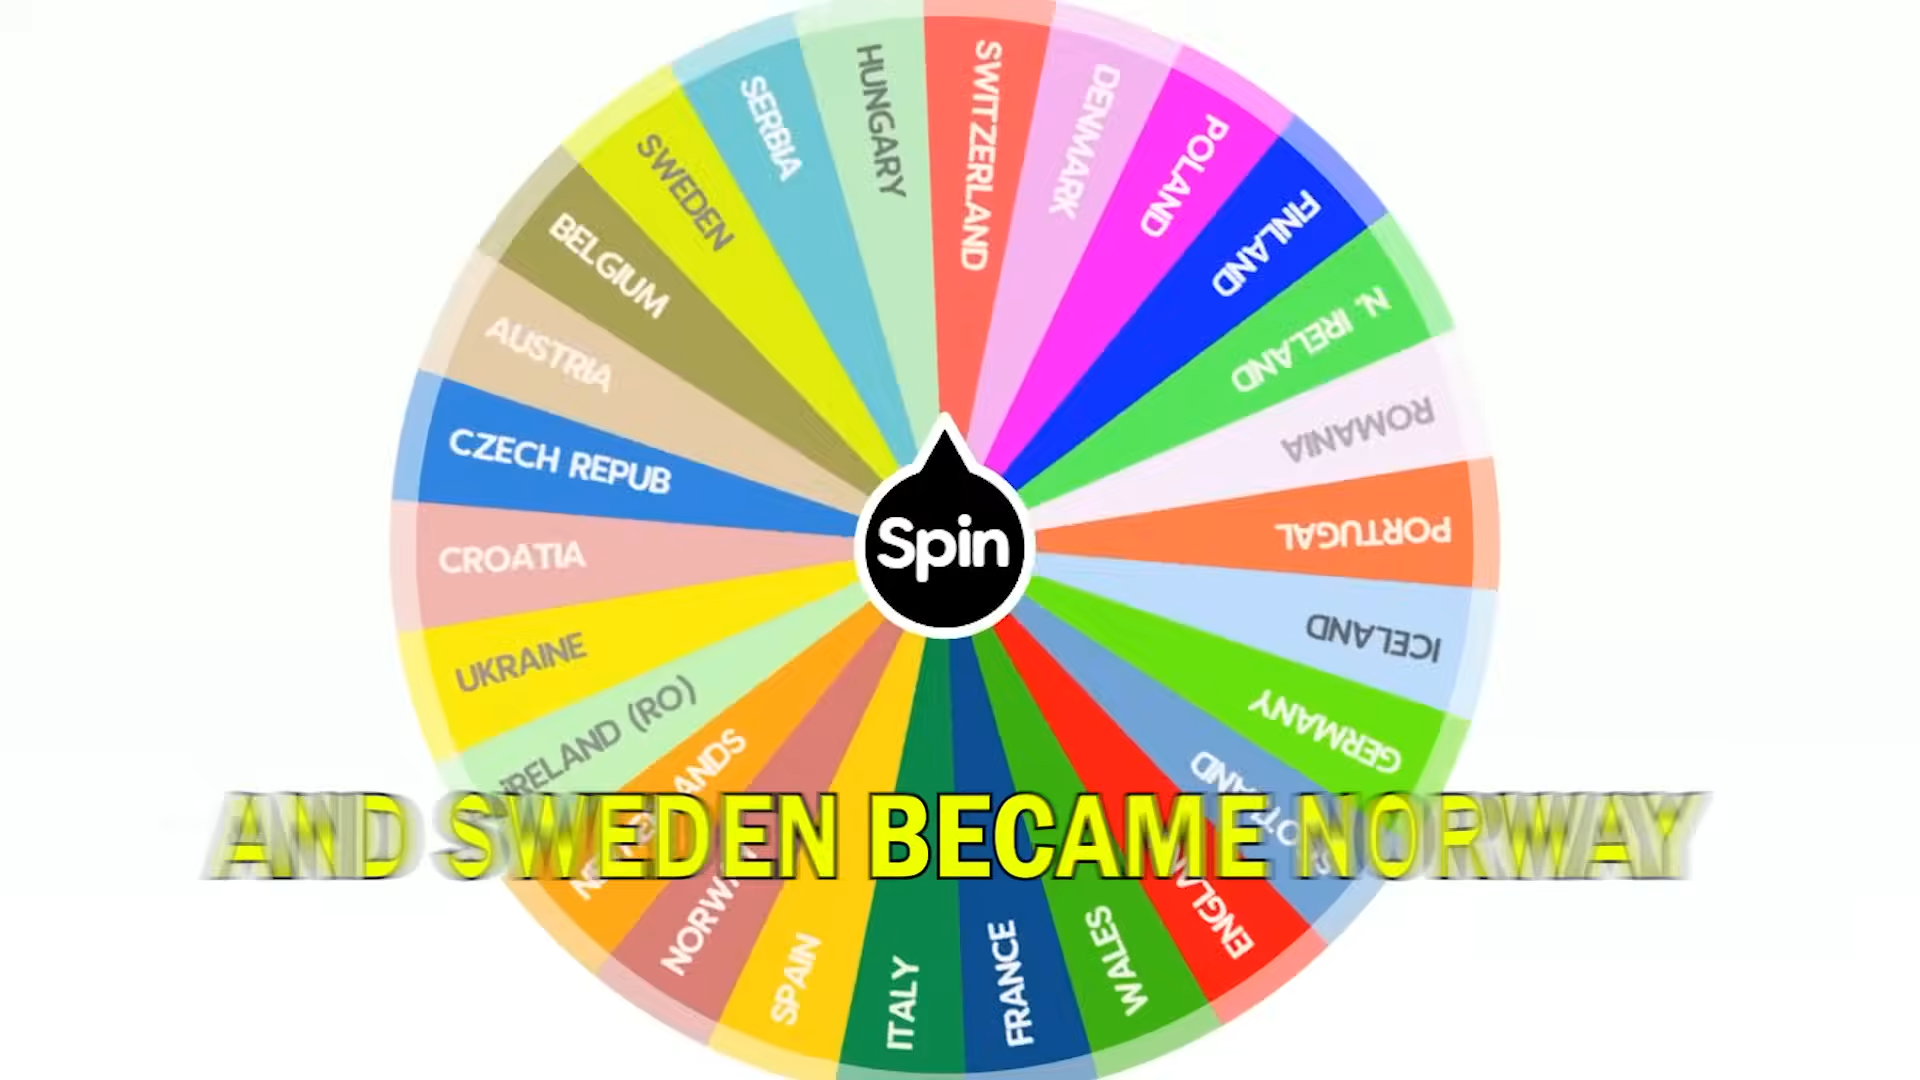 SWITZERLAND
DENMARK
POLAND
FINLAND
N. IRELAND
ROMANIA
PORTUGAL
ICELAND
GERMANY
ENGLAND
WALES
FRANCE
ITALY
SPAIN
NORWAY
IRELAND (RO)
UKRAINE
CROATIA
CZECH REPUB
AUSTRIA
BELGIUM
SWEDEN
SERBIA
HUNGARY
Spin
AND SWEDEN BECAME NORWAY